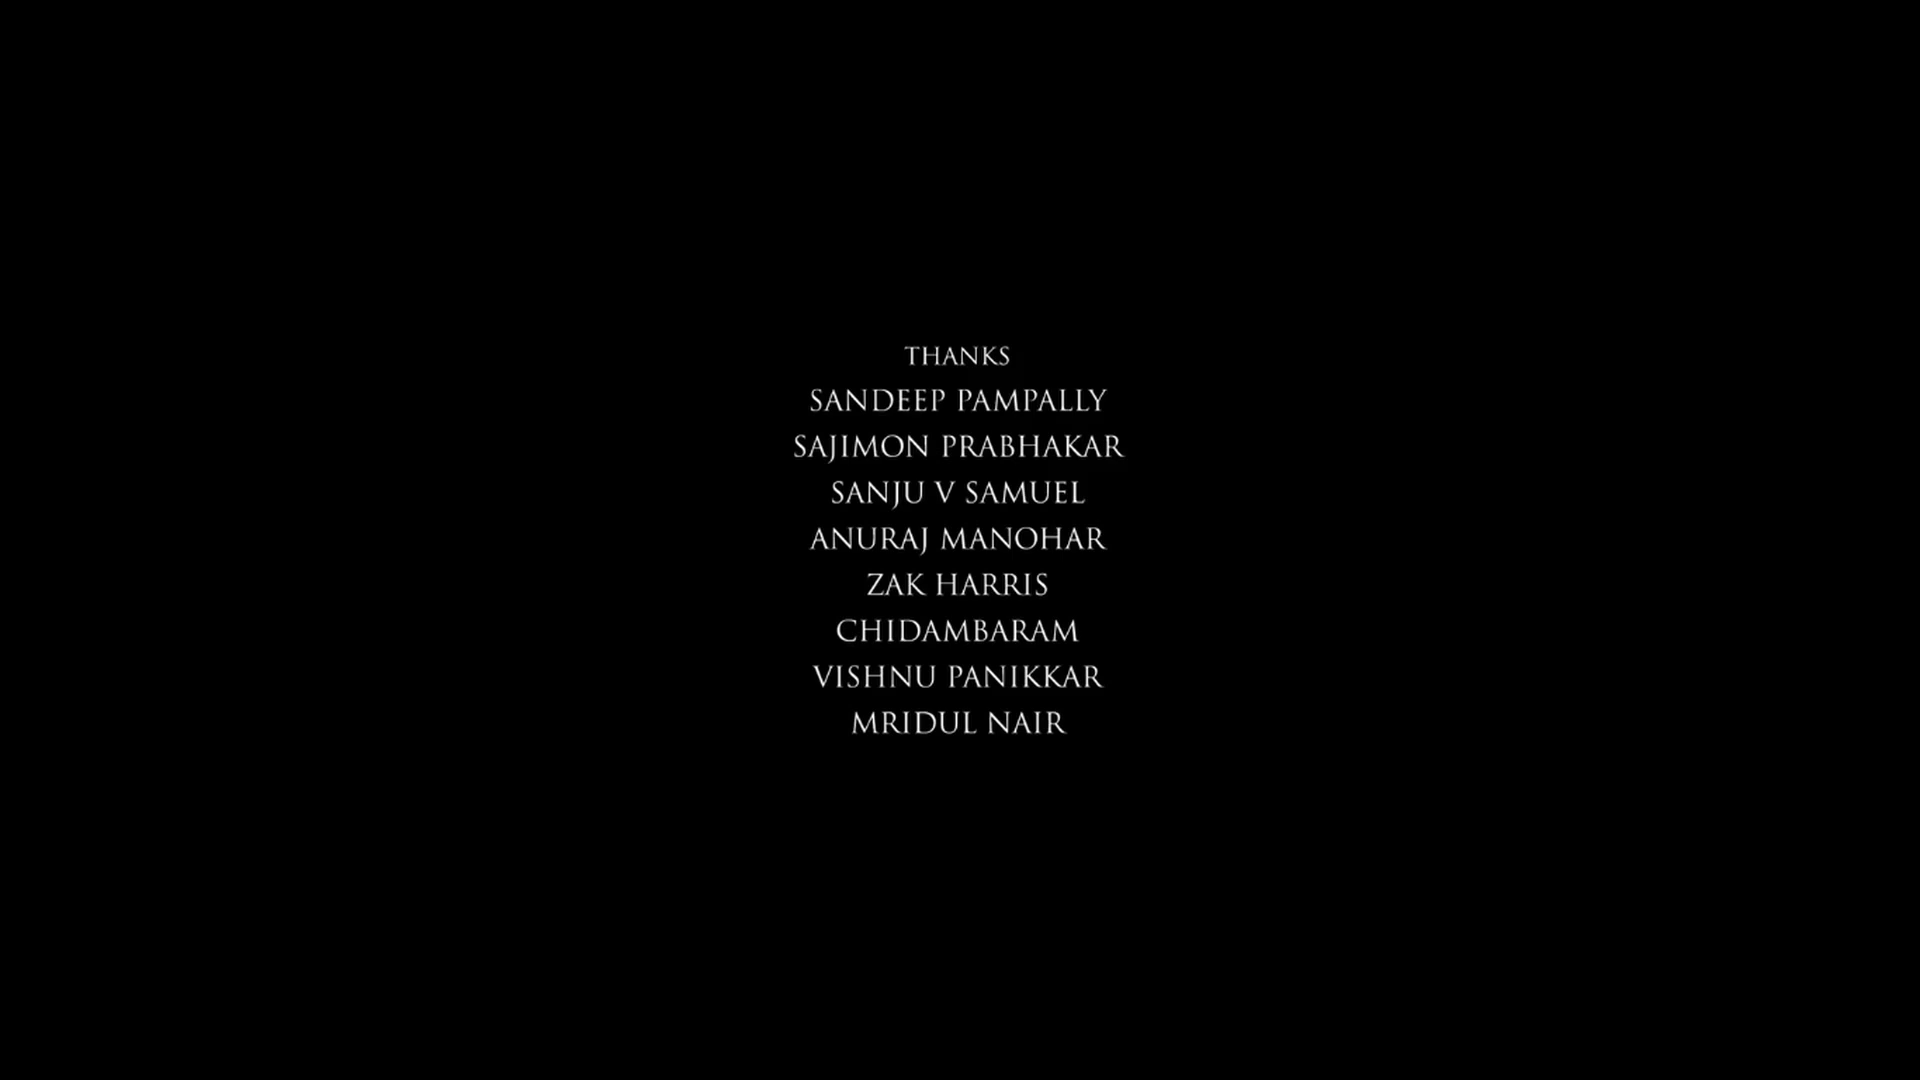 THANKS
SANDEEP PAMPALLY
SAJIMON PRABHAKAR
SANJU V SAMUEL
ANURAJ MANOHAR
ZAK HARRIS
CHIDAMBARAM
VISHNU PANIKKAR
MRIDUL NAIR